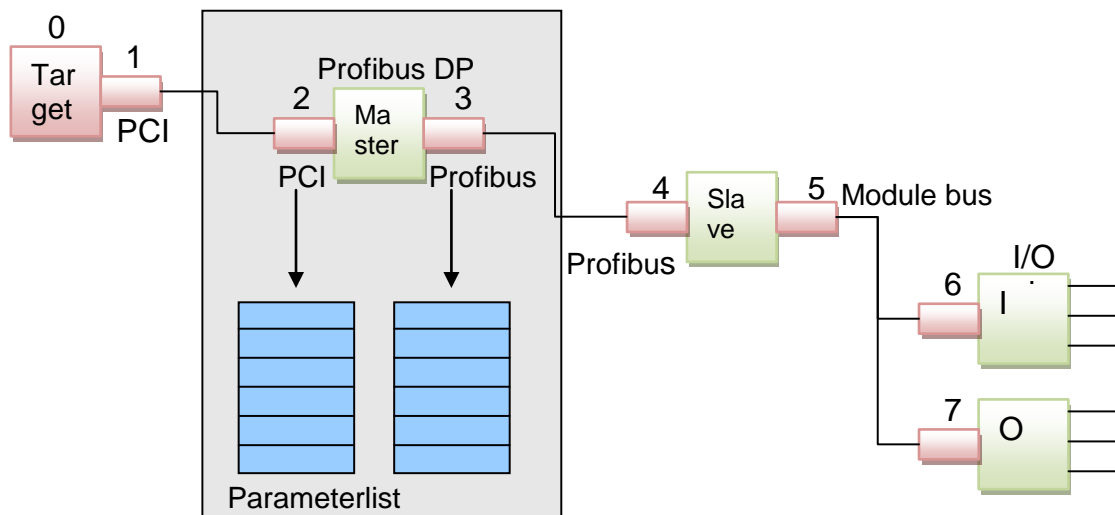 0
1
Tar
get
PCI
Profibus DP
2
3
Ma
ster
PCI
Profibus
4
Sla
ve
5
Module bus
Profibus
I/O
.
6
I
7
O
Parameterlist